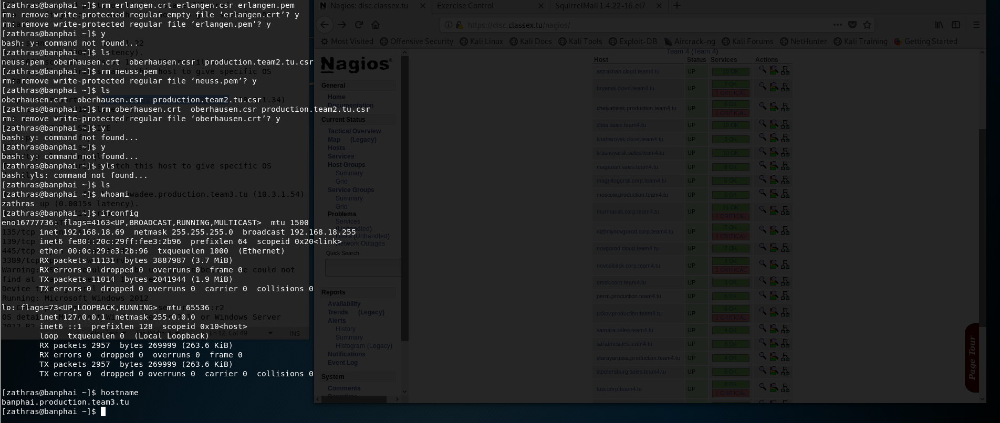 [zathras@banphai ~]$ rm erlangen.crt  erlangen.csr erlangen.pem
rm: remove write-protected regular empty file ‘erlangen.crt’? y
rm: remove write-protected regular file ‘erlangen.pem’? y
[zathras@banphai ~]$ y
bash: y: command not found...
[zathras@banphai ~]$ ls
neuss.pem  oberhausen.crt  oberhausen.csr  production.team2.tu.csr
[zathras@banphai ~]$ rm neuss.pem
rm: remove write-protected regular file ‘neuss.pem’? y
[zathras@banphai ~]$ ls
oberhausen.crt  oberhausen.csr  production.team2.tu.csr
[zathras@banphai ~]$ rm oberhausen.crt  oberhausen.csr production.team2.tu.csr
rm: remove write-protected regular file ‘oberhausen.crt’? y
[zathras@banphai ~]$ y
bash: y: command not found...
[zathras@banphai ~]$ y
bash: y: command not found...
[zathras@banphai ~]$ yls
bash: yls: command not found...
[zathras@banphai ~]$ ls
[zathras@banphai ~]$ whoami
zathras
[zathras@banphai ~]$ ifconfig
eno16777736: flags=4163<UP,BROADCAST,RUNNING,MULTICAST>  mtu 1500
inet 192.168.18.69  netmask 255.255.255.0  broadcast 192.168.18.255
inet6 fe80::20c:29ff:fee3:2b96  prefixlen 64  scopeid 0x20<link>
ether 00:0c:29:e3:2b:96  txqueuelen 1000  (Ethernet)
RX packets 11131  bytes 3887987 (3.7 MiB)
RX errors 0  dropped 0  overruns 0  frame 0
TX packets 11014  bytes 2041944 (1.9 MiB)
TX errors 0  dropped 0 overruns 0  carrier 0  collisions 0
lo: flags=73<UP,LOOPBACK,RUNNING>  mtu 65536
inet 127.0.0.1  netmask 255.0.0.0
inet6 ::1  prefixlen 128  scopeid 0x10<host>
loop  txqueuelen 0  (Local Loopback)
RX packets 2957  bytes 269999 (263.6 KiB)
RX errors 0  dropped 0  overruns 0  frame 0
TX packets 2957  bytes 269999 (263.6 KiB)
TX errors 0  dropped 0 overruns 0  carrier 0  collisions 0
[zathras@banphai ~]$ hostname
banphai.production.team3.tu
[zathras@banphai ~]$
Ln 12, Col 49 INS
Nagios: disc.classex.tu
Exercise Control
SquirrelMail 1.4.22-16.el7
https://disc.classex.tu/nagios/
Most Visited Offensive Security Kali Linux Kali Docs Kali Tools Exploit-DB Aircrack-ng Kali Forums NetHunter Kali Training Getting Started
Nagios®
General
Home
Documentation
Current Status
Tactical Overview
Map (Legacy)
Hosts
Services
Host Groups
Summary
Grid
Service Groups
Summary
Grid
Problems
Services
(Unhandled)
Hosts (Unhandled)
Network Outages
Quick Search:
Reports
Availability
Trends (Legacy)
Alerts
History
Summary
Histogram (Legacy)
Notifications
Event Log
System
Comments
Team 4 (Team 4)
Host Status Services Actions
astrakhan.cloud.team4.tu UP 10 OK
bryansk.cloud.team4.tu UP 7 OK
1 CRITICAL
chelyabinsk.production.team4.tu UP 6 OK
1 CRITICAL
chita.sales.team4.tu UP 10 OK
khabarovsk.cloud.team4.tu UP 3 OK
krasnoyarsk.sales.team4.tu UP 10 OK
magadan.sales.team4.tu UP 8 OK
magnitogorsk.corp.team4.tu UP 5 OK
moscow.production.team4.tu UP 5 OK
murmansk.corp.team4.tu UP 11 OK
1 CRITICAL
nizhniynovgorod.corp.team4.tu UP 7 OK
1 CRITICAL
novgorod.cloud.team4.tu UP 7 OK
novosibirsk.corp.team4.tu UP 3 OK
1 CRITICAL
omsk.corp.team4.tu UP 3 OK
perm.production.team4.tu UP 5 OK
pskov.production.team4.tu UP 6 OK
2 CRITICAL
samara.sales.team4.tu UP 4 OK
saratov.sales.team4.tu UP 3 OK
starayarussa.production.team4.tu UP 4 OK
stpetersburg.sales.team4.tu UP 5 OK
tula.corp.team4.tu UP 8 OK
1 CRITICAL
Page Tour